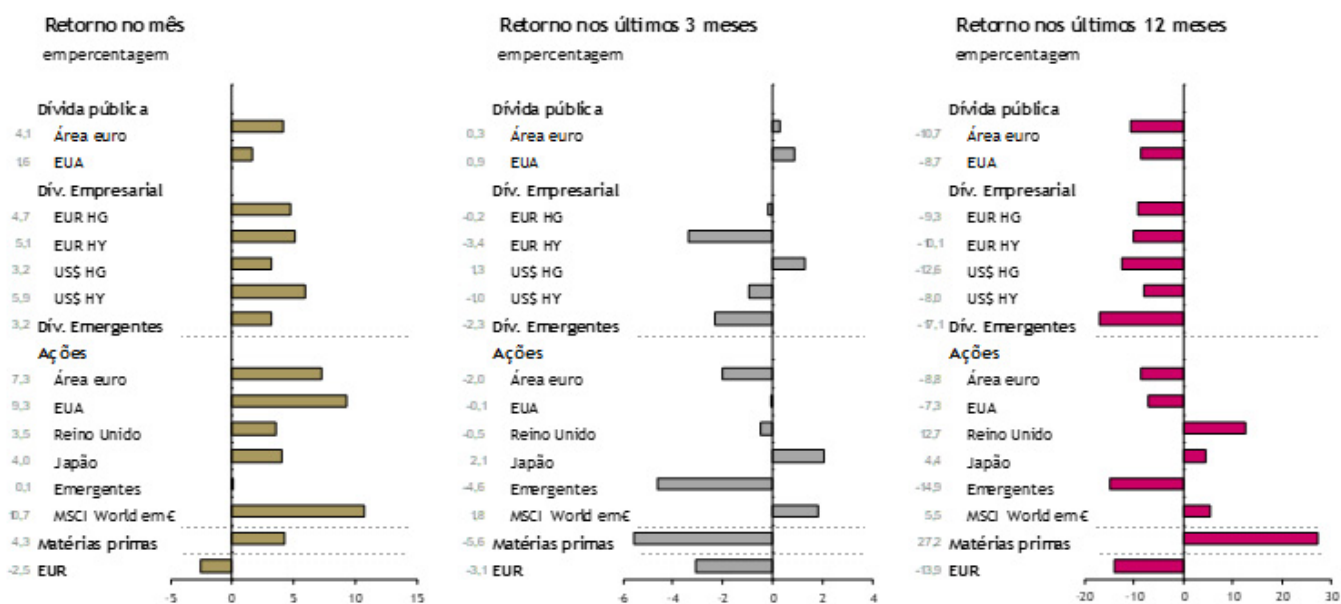 Retorno no mês
em percentagem
Dívida pública
4,1 Área euro
1,6 EUA
Dív. Empresarial
4,7 EUR HG
5,1 EUR HY
3,2 US$ HG
5,9 US$ HY
3,2 Dív. Emergentes
Ações
7,3 Área euro
9,3 EUA
3,5 Reino Unido
4,0 Japão
0,1 Emergentes
10,7 MSCI World em €
4,3 Matérias primas
-2,5 EUR
-5 0 5 10 15
Retorno nos últimos 3 meses
em percentagem
Dívida pública
0,3 Área euro
0,9 EUA
Dív. Empresarial
-0,2 EUR HG
-3,4 EUR HY
1,3 US$ HG
-1,0 US$ HY
-2,3 Dív. Emergentes
Ações
-2,0 Área euro
-0,1 EUA
-0,5 Reino Unido
2,1 Japão
-4,6 Emergentes
1,8 MSCI World em €
-5,6 Matérias primas
-3,1 EUR
-6 -4 -2 0 2 4
Retorno nos últimos 12 meses
em percentagem
Dívida pública
-10,7 Área euro
-8,7 EUA
Dív. Empresarial
-9,3 EUR HG
-10,1 EUR HY
-12,6 US$ HG
-8,0 US$ HY
-17,1 Dív. Emergentes
Ações
-8,8 Área euro
-7,3 EUA
12,7 Reino Unido
4,4 Japão
-14,9 Emergentes
5,5 MSCI World em €
27,2 Matérias primas
-13,9 EUR
-20 -10 0 10 20 30